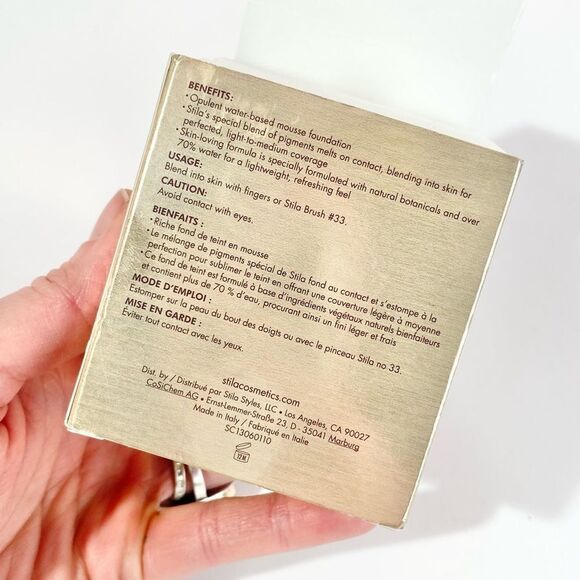 BENEFITS:
• Opulent water-based mousse foundation
• Stila's special blend of pigments melts on contact, blending into skin for
perfected, light-to-medium coverage
• Skin-loving formula is specially formulated with natural botanicals and over
70% water for a lightweight, refreshing feel
USAGE:
Blend into skin with fingers or Stila Brush #33.
CAUTION:
Avoid contact with eyes.
BIENFAITS :
• Riche fond de teint en mousse
• Le mélange de pigments spécial de Stila fond au contact et s'estompe à la
perfection pour sublimer le teint en offrant une couverture légère à moyenne
• Ce fond de teint est formulé à base d'ingrédients végétaux naturels bienfaiteurs
et contient plus de 70 % d'eau, procurant ainsi un fini léger et frais
MODE D'EMPLOI :
Estomper sur la peau du bout des doigts ou avec le pinceau Stila no 33.
MISE EN GARDE :
Éviter tout contact avec les yeux.
stilacosmetics.com
Dist. by / Distribué par Stila Styles, LLC • Los Angeles, CA 90027
CoSiChem AG • Ernst-Lemmer-Straße 23, D - 35041 Marburg
Made in Italy / Fabriqué en Italie
SC13060110
12 M